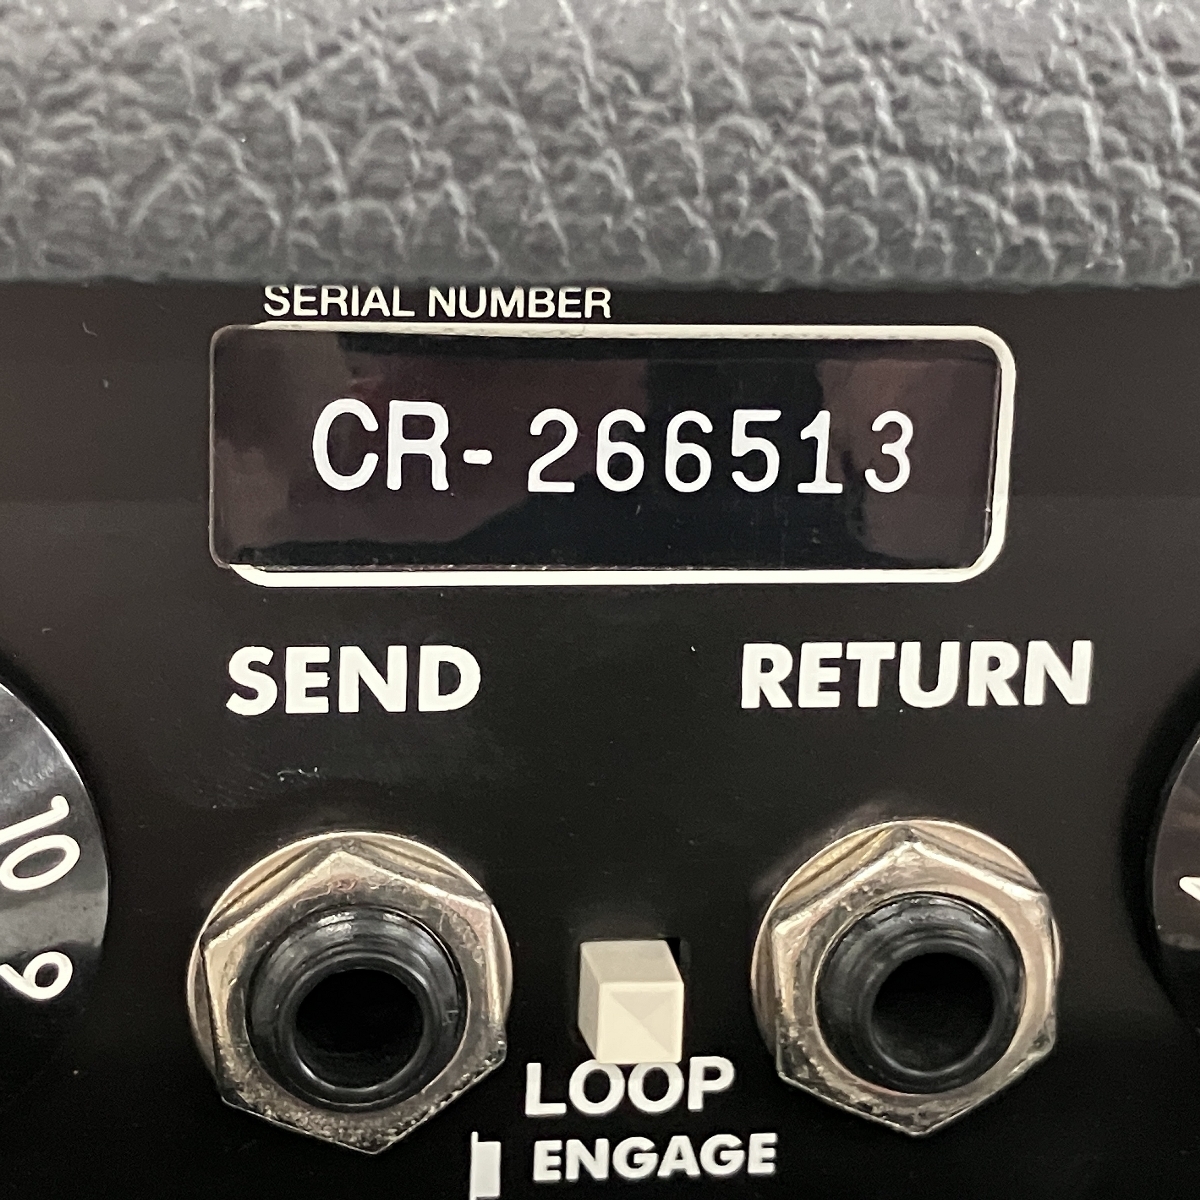 SERIAL NUMBER
CR-266513
SEND RETURN
10
9
LOOP
ENGAGE